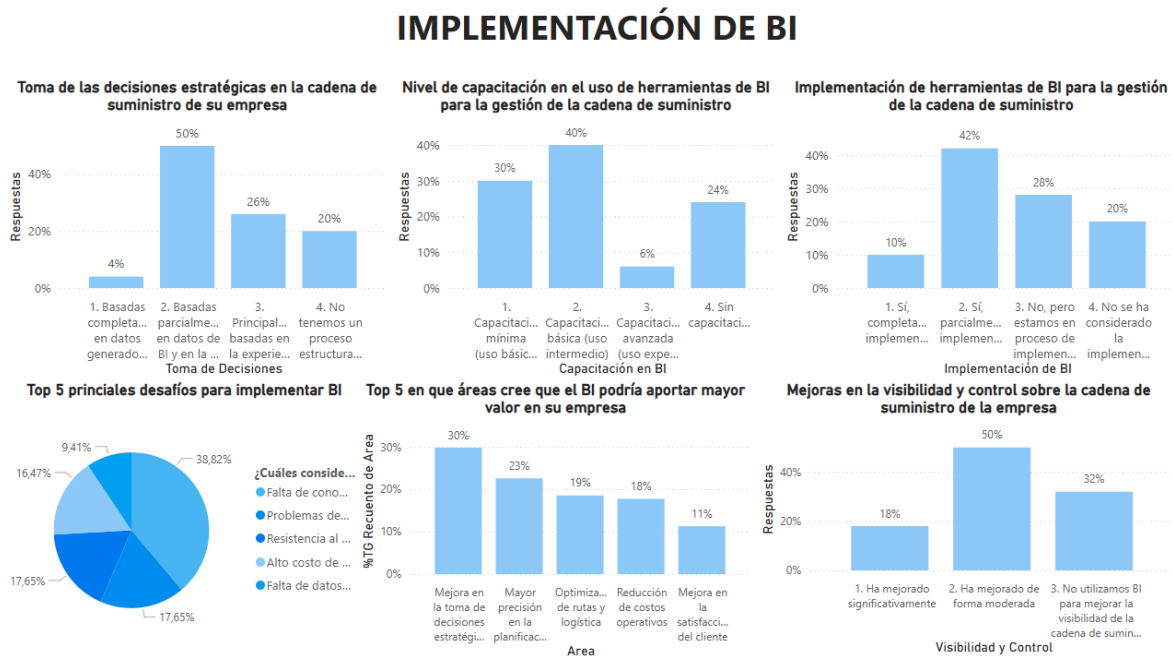 IMPLEMENTACIÓN DE BI
Toma de las decisiones estratégicas en la cadena de
suministro de su empresa
Respuestas
40%
20%
0%
4%
50%
26%
20%
1. Basadas
completa...
en datos
generado...
2. Basadas
parcialme...
en datos de
BI y en la ...
3.
Principal...
basadas en
la experie...
4. No
tenemos un
proceso
estructura...
Toma de Decisiones
Nivel de capacitación en el uso de herramientas de BI
para la gestión de la cadena de suministro
Respuestas
40%
30%
20%
10%
0%
30%
40%
6%
24%
1.
Capacitaci...
mínima
(uso básic...
2.
Capacitaci...
básica (uso
intermedio)
3.
Capacitaci...
avanzada
(uso expe...
4. Sin
capacitaci...
Capacitación en BI
Implementación de herramientas de BI para la gestión
de la cadena de suministro
Respuestas
40%
30%
20%
10%
0%
10%
42%
28%
20%
1. Sí,
completa...
implemen...
2. Sí,
parcialme...
implemen...
3. No, pero
estamos en
proceso de
implemen...
4. No se ha
considerado
la
implemen...
Implementación de BI
Top 5 princiales desafíos para implementar BI
9,41%
16,47%
17,65%
17,65%
38,82%
¿Cuáles conside...
Falta de cono...
Problemas de...
Resistencia al ...
Alto costo de ...
Falta de datos...
Top 5 en que áreas cree que el BI podría aportar mayor
valor en su empresa
%TG Recuento de Area
30%
20%
10%
0%
30%
23%
19%
18%
11%
Mejora en
la toma de
decisiones
estratégi...
Mayor
precisión
en la
planificac...
Optimiza...
de rutas y
logística
Reducción
de costos
operativos
Mejora en
la
satisfacci...
del cliente
Area
Mejoras en la visibilidad y control sobre la cadena de
suministro de la empresa
Respuestas
40%
20%
0%
18%
50%
32%
1. Ha mejorado
significativamente
2. Ha mejorado de
forma moderada
3. No utilizamos BI
para mejorar la
visibilidad de la
cadena de sumin...
Visibilidad y Control